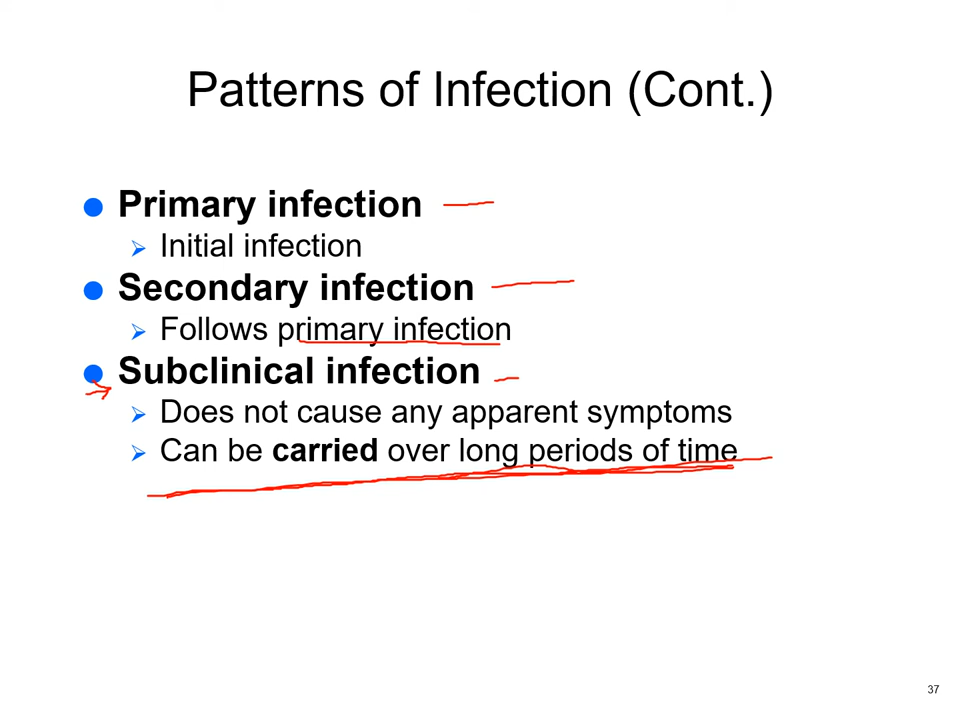 Patterns of Infection (Cont.)
Primary infection
Initial infection
Secondary infection
Follows primary infection
Subclinical infection
Does not cause any apparent symptoms
Can be carried over long periods of time
37